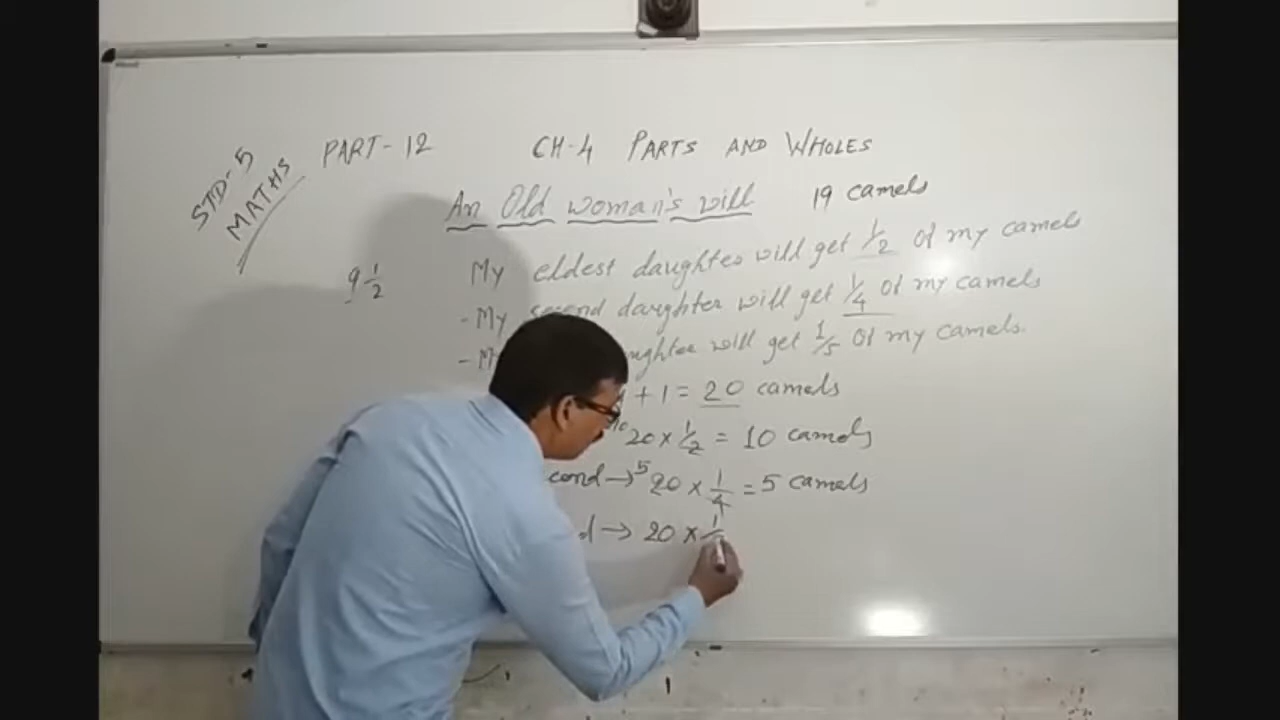 STD-5
MATHS
PART-12 CH-4 PARTS AND WHOLES
An Old woman's will 19 camels
My eldest daughter will get 1/2 of my camels
9 1/2
- My second daughter will get 1/4 of my camels
will get 1/5 of my camels.
+ 1 = 20 camels
20 × 1/2 = 10 camels
cond → 5 20 × 1/4 = 5 camels
d → 20 × 1/